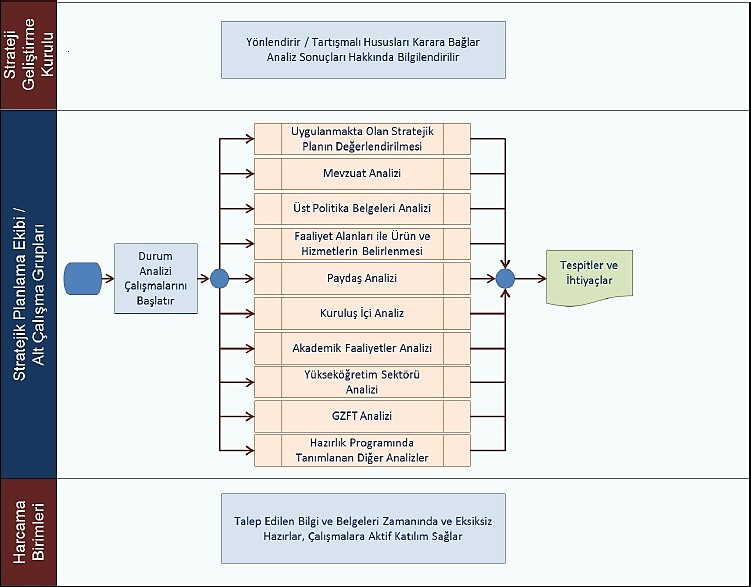 Strateji
Geliştirme
Kurulu
Yönlendirir / Tartışmalı Hususları Karara Bağlar
Analiz Sonuçları Hakkında Bilgilendirilir
Stratejik Planlama Ekibi /
Alt Çalışma Grupları
Durum
Analizi
Çalışmalarını
Başlatır
Uygulanmakta Olan Stratejik
Planın Değerlendirilmesi
Mevzuat Analizi
Üst Politika Belgeleri Analizi
Faaliyet Alanları ile Ürün ve
Hizmetlerin Belirlenmesi
Paydaş Analizi
Kuruluş İçi Analiz
Akademik Faaliyetler Analizi
Yükseköğretim Sektörü
Analizi
GZFT Analizi
Hazırlık Programında
Tanımlanan Diğer Analizler
Tespitler ve
İhtiyaçlar
Harcama
Birimleri
Talep Edilen Bilgi ve Belgeleri Zamanında ve Eksiksiz
Hazırlar, Çalışmalara Aktif Katılım Sağlar